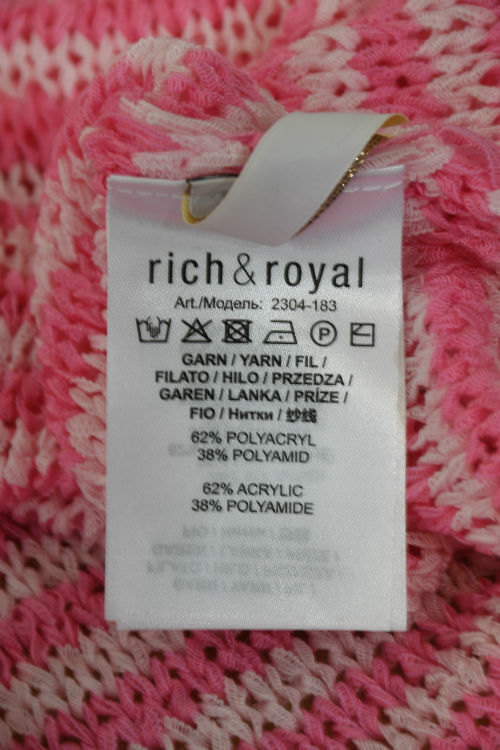 rich&royal
Art./Модель: 2304-183
P
GARN / YARN / FIL /
FILATO / HILO / PRZEDZA /
GAREN / LANKA / PRÍZE /
FIO / Нитки / 纱线
62% POLYACRYL
38% POLYAMID
62% ACRYLIC
38% POLYAMIDE